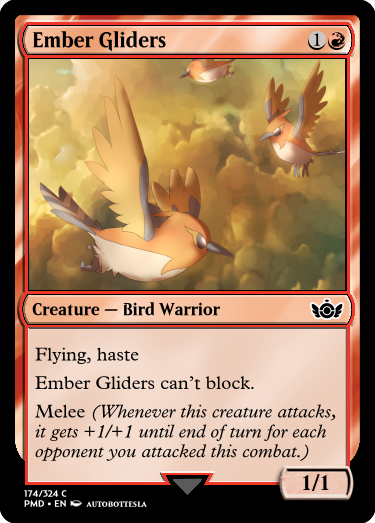 Ember Gliders 1
Creature — Bird Warrior
Flying, haste
Ember Gliders can't block.
Melee (Whenever this creature attacks,
it gets +1/+1 until end of turn for each
opponent you attacked this combat.)
1/1
174/324 C
PMD • EN AUTOBOTTESLA